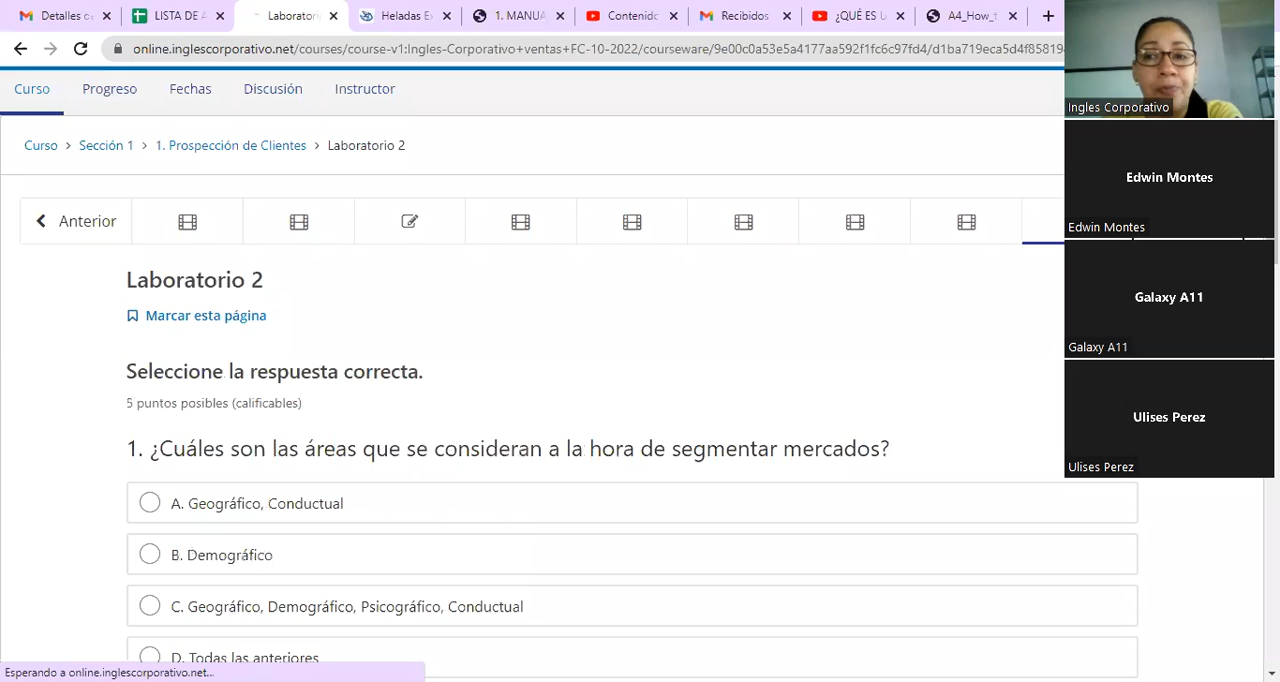 Detalles de
LISTA DE A
Laborator
Heladas Ex
1. MANUA
Contenido
Recibidos
¿QUÉ ES U
A4_How_t
online.inglescorporativo.net/courses/course-v1:Ingles-Corporativo+ventas+FC-10-2022/courseware/9e00c0a53e5a4177aa592f1fc6c97fd4/d1ba719eca5d4f85819
Curso Progreso Fechas Discusión Instructor
Curso > Sección 1 > 1. Prospección de Clientes > Laboratorio 2
Anterior
Laboratorio 2
Marcar esta página
Seleccione la respuesta correcta.
5 puntos posibles (calificables)
1. ¿Cuáles son las áreas que se consideran a la hora de segmentar mercados?
A. Geográfico, Conductual
B. Demográfico
C. Geográfico, Demográfico, Psicográfico, Conductual
D. Todas las anteriores
Esperando a online.inglescorporativo.net...
Ingles Corporativo
Edwin Montes
Edwin Montes
Galaxy A11
Galaxy A11
Ulises Perez
Ulises Perez